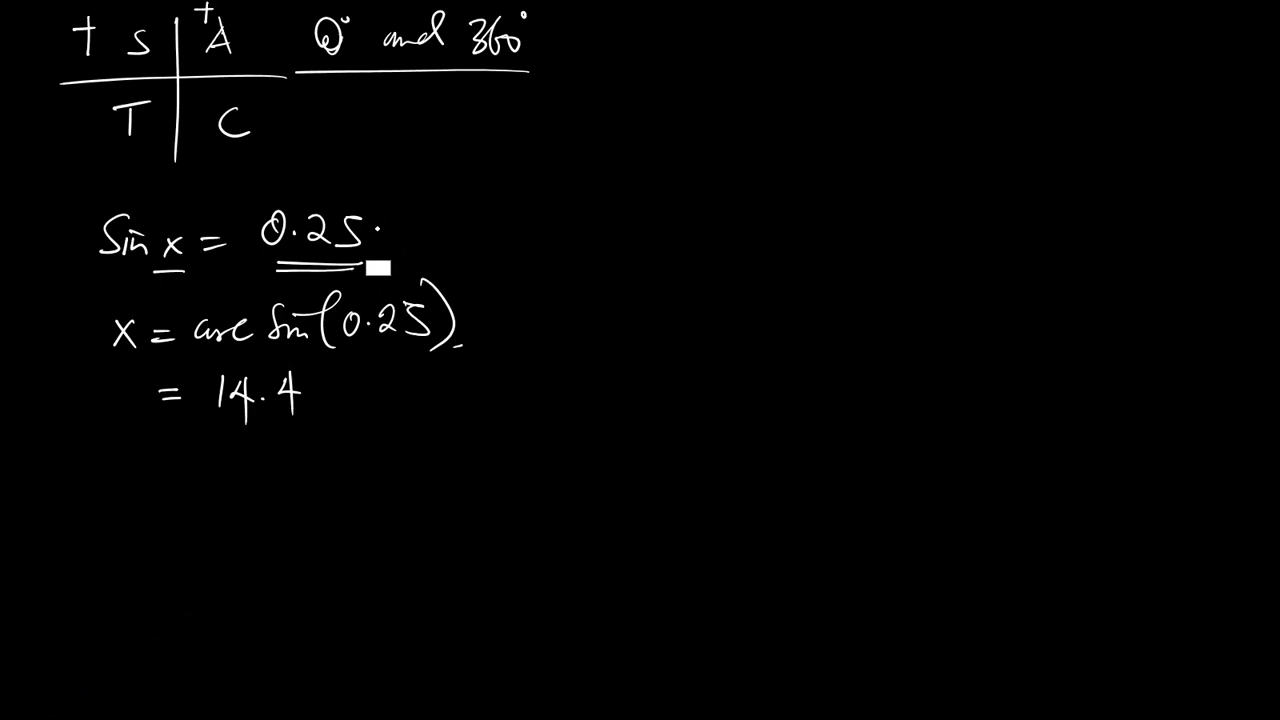 + S | + A 0° and 360°
T | C
Sin x = 0.25.
x = arc Sin(0.25)
= 14.4